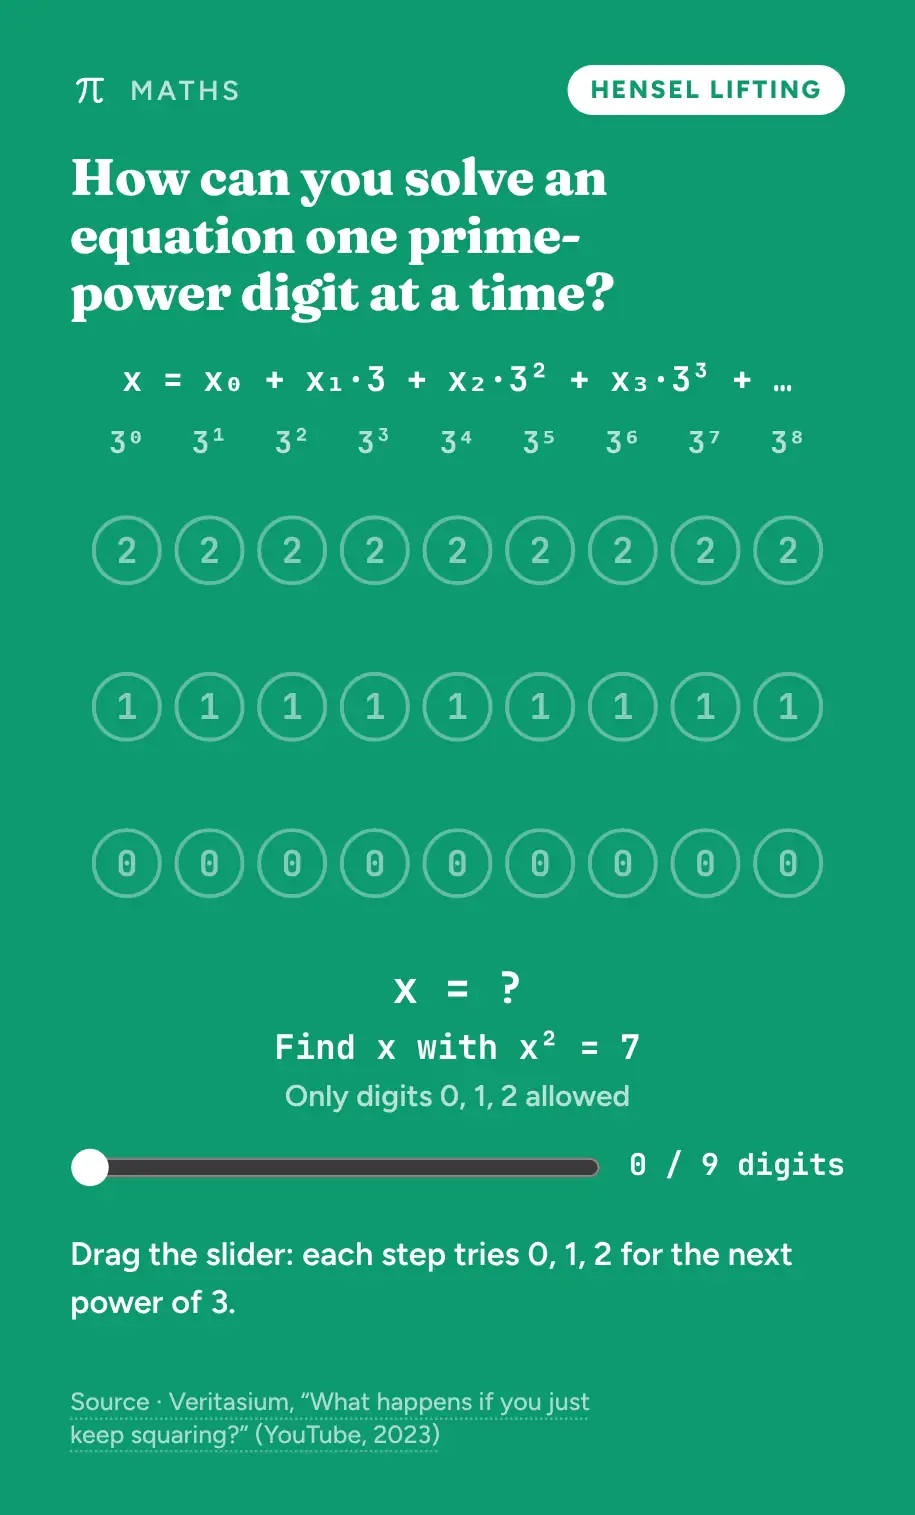 π MATHS
HENSEL LIFTING
How can you solve an
equation one prime-
power digit at a time?
x = x₀ + x₁·3 + x₂·3² + x₃·3³ + …
3⁰ 3¹ 3² 3³ 3⁴ 3⁵ 3⁶ 3⁷ 3⁸
2 2 2 2 2 2 2 2 2
1 1 1 1 1 1 1 1 1
0 0 0 0 0 0 0 0 0
x = ?
Find x with x² = 7
Only digits 0, 1, 2 allowed
0 / 9 digits
Drag the slider: each step tries 0, 1, 2 for the next
power of 3.
Source · Veritasium, “What happens if you just
keep squaring?” (YouTube, 2023)